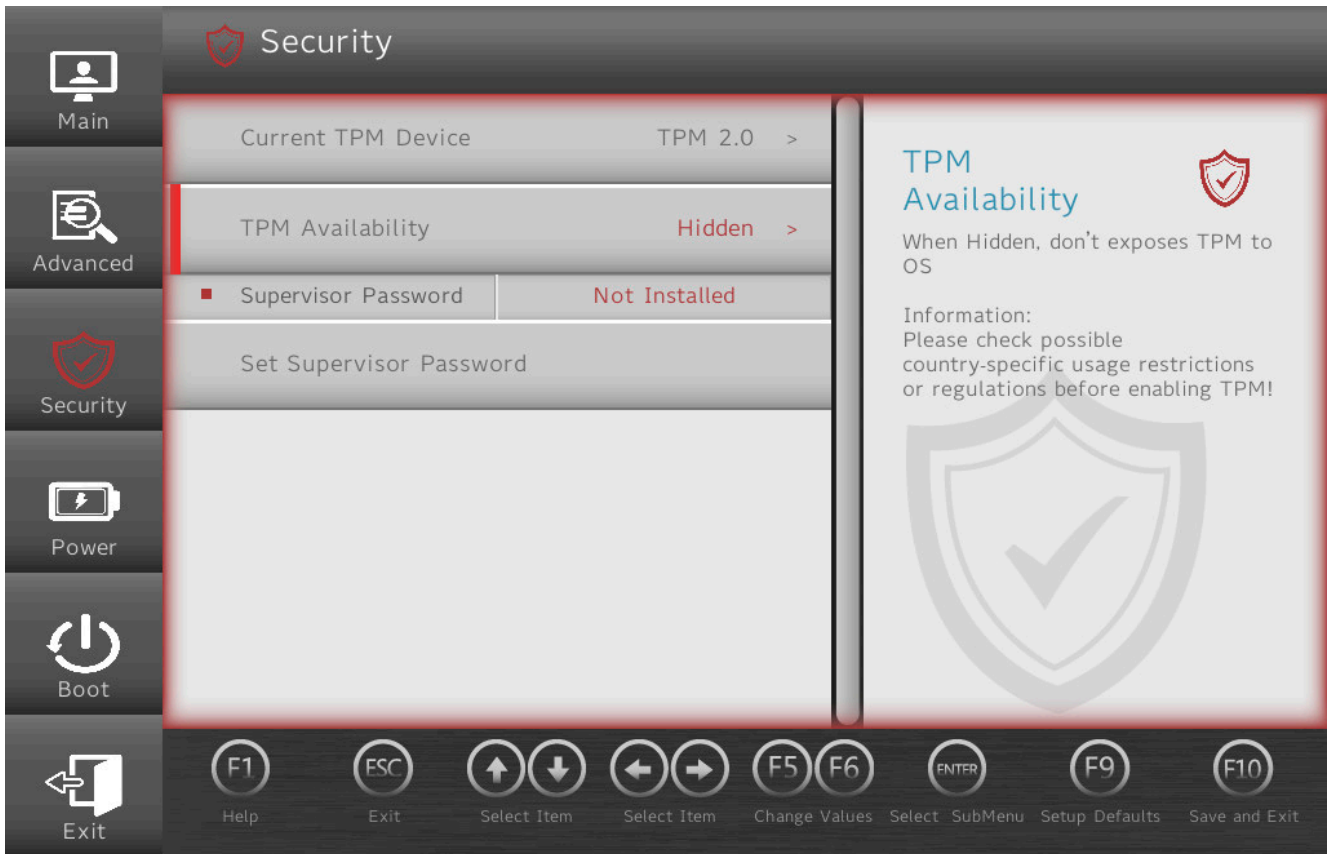 Security
Main
Advanced
Security
Power
Boot
Exit
Current TPM Device TPM 2.0 >
TPM Availability Hidden >
Supervisor Password Not Installed
Set Supervisor Password
TPM
Availability
When Hidden, don't exposes TPM to
OS
Information:
Please check possible
country-specific usage restrictions
or regulations before enabling TPM!
F1 ESC F5 F6 ENTER F9 F10
Help Exit Select Item Select Item Change Values Select SubMenu Setup Defaults Save and Exit